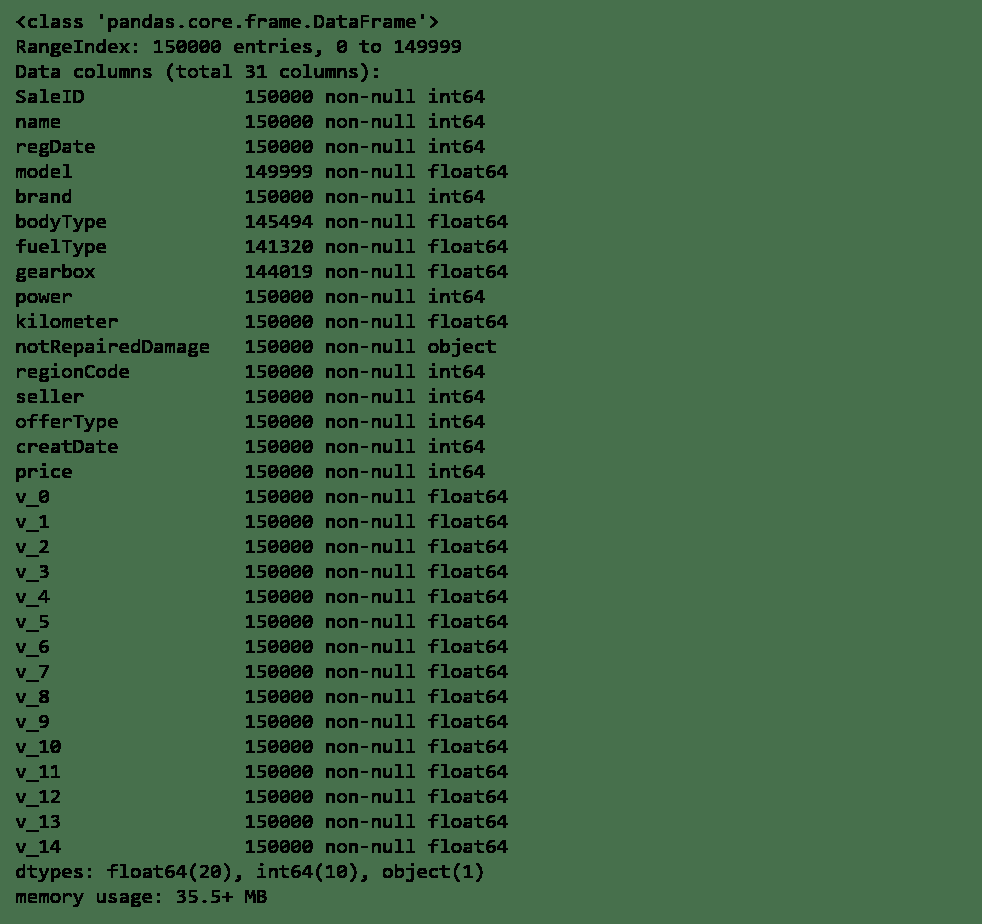 <class 'pandas.core.frame.DataFrame'>
RangeIndex: 150000 entries, 0 to 149999
Data columns (total 31 columns):
SaleID              150000 non-null int64
name                150000 non-null int64
regDate             150000 non-null int64
model               149999 non-null float64
brand               150000 non-null int64
bodyType            145494 non-null float64
fuelType            141320 non-null float64
gearbox             144019 non-null float64
power               150000 non-null int64
kilometer           150000 non-null float64
notRepairedDamage   150000 non-null object
regionCode          150000 non-null int64
seller              150000 non-null int64
offerType           150000 non-null int64
creatDate           150000 non-null int64
price               150000 non-null int64
v_0                 150000 non-null float64
v_1                 150000 non-null float64
v_2                 150000 non-null float64
v_3                 150000 non-null float64
v_4                 150000 non-null float64
v_5                 150000 non-null float64
v_6                 150000 non-null float64
v_7                 150000 non-null float64
v_8                 150000 non-null float64
v_9                 150000 non-null float64
v_10                150000 non-null float64
v_11                150000 non-null float64
v_12                150000 non-null float64
v_13                150000 non-null float64
v_14                150000 non-null float64
dtypes: float64(20), int64(10), object(1)
memory usage: 35.5+ MB